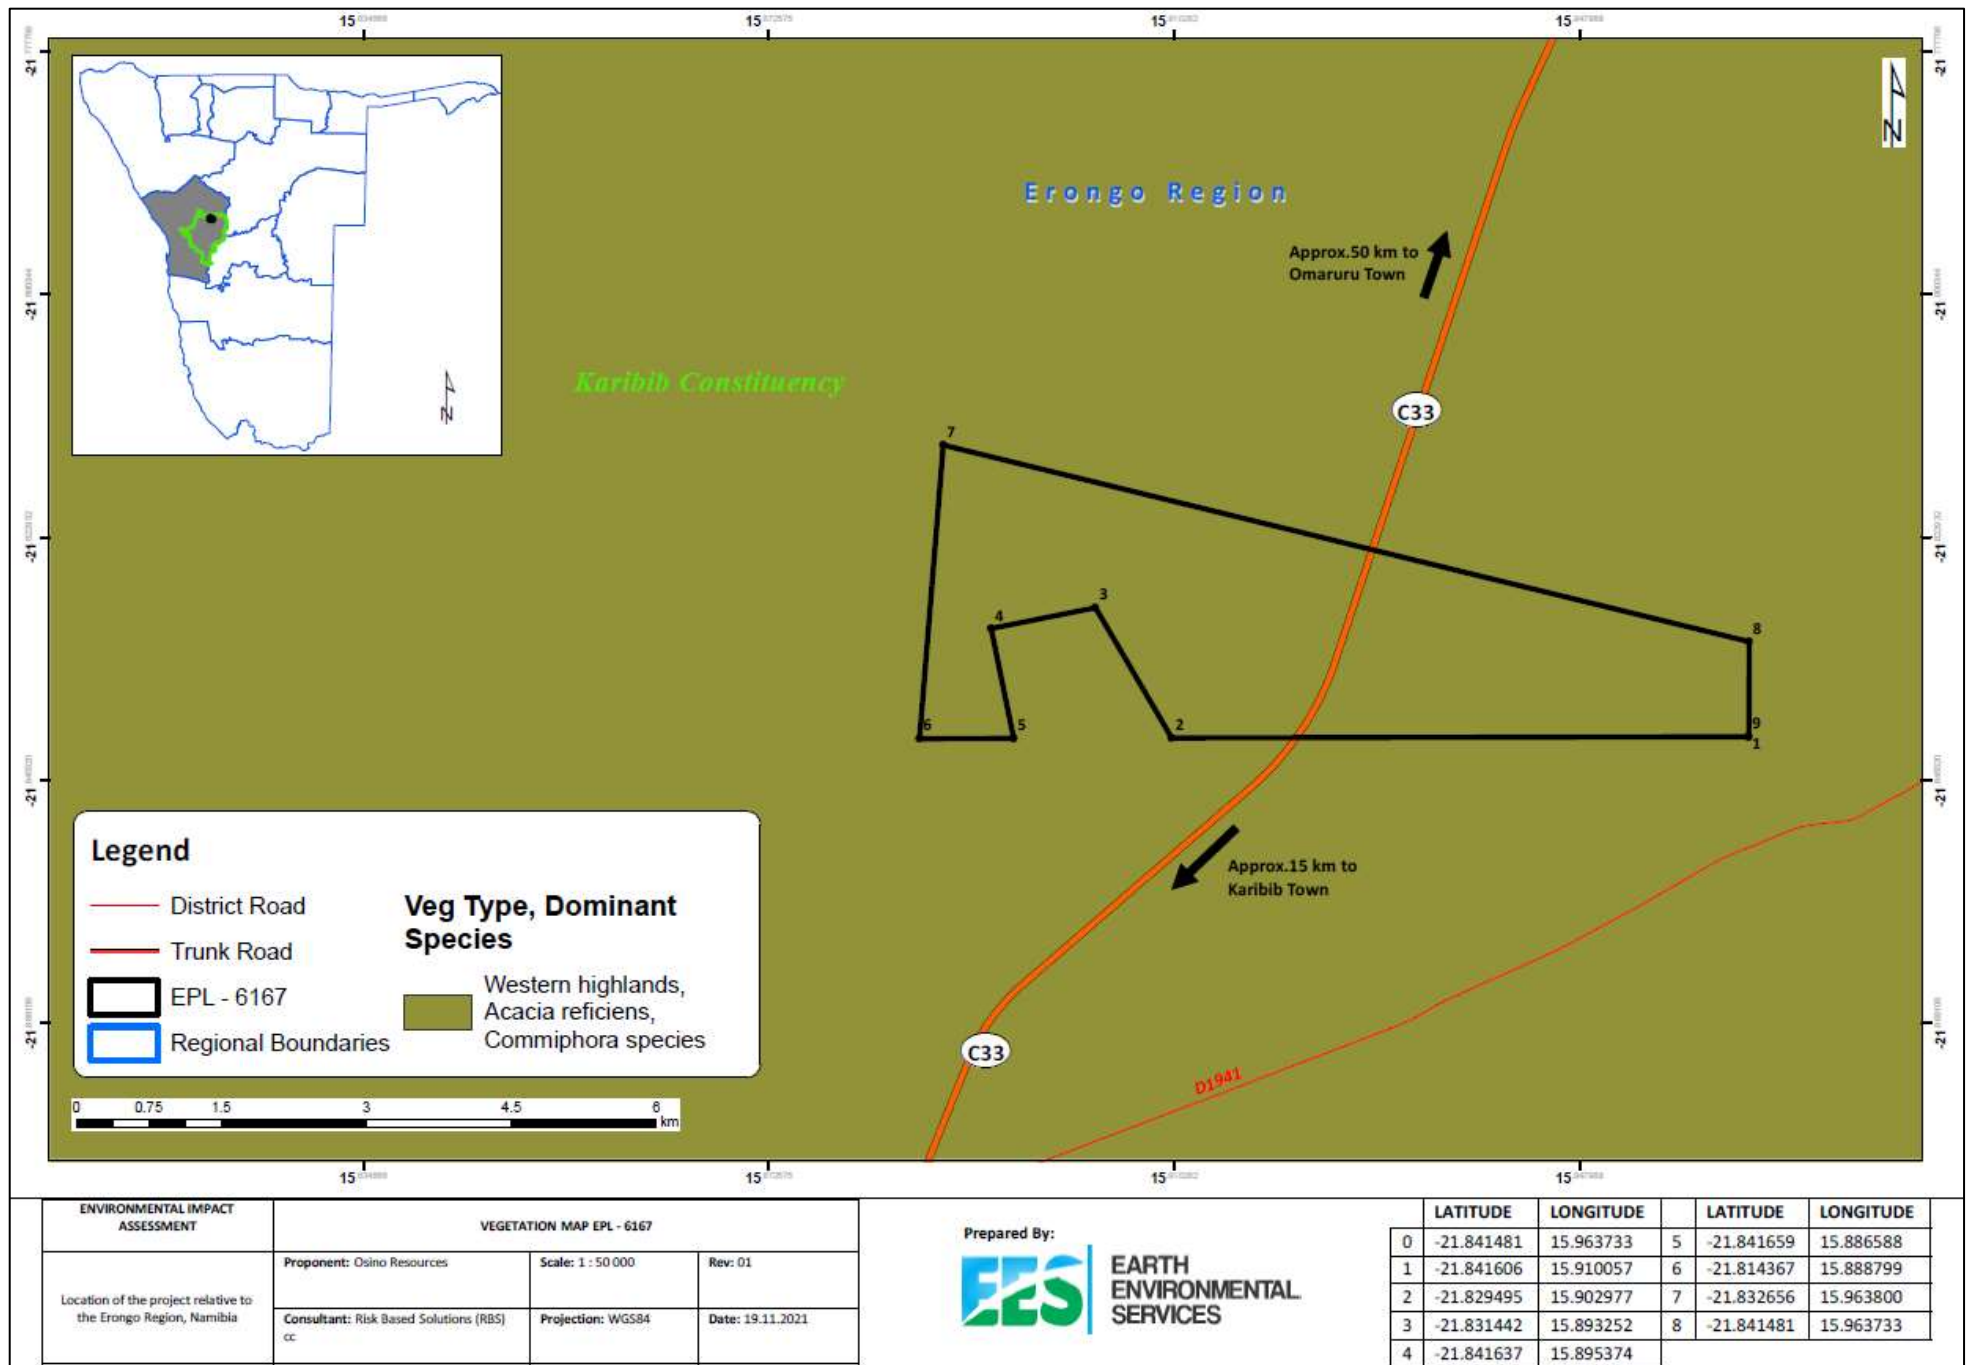 15 15 15 15
-21 -21
N
N
Erongo Region
Approx.50 km to
Omaruru Town
-21 -21
Karibib Constituency
C33
7
-21 -21
3
4
8
6
5
2
9
1
-21 -21
Approx.15 km to
Karibib Town
Legend
District Road
Trunk Road
EPL - 6167
Regional Boundaries
Veg Type, Dominant
Species
Western highlands,
Acacia reficiens,
Commiphora species
-21 -21
C33
D1941
0 0.75 1.5 3 4.5 6
km
15 15 15 15
ENVIRONMENTAL IMPACT
ASSESSMENT
Location of the project relative to
the Erongo Region, Namibia
VEGETATION MAP EPL - 6167
Proponent: Osino Resources
Scale: 1 : 50 000
Rev: 01
Consultant: Risk Based Solutions (RBS)
cc
Projection: WGS84
Date: 19.11.2021
Prepared By:
EES
EARTH
ENVIRONMENTAL
SERVICES
LATITUDE LONGITUDE LATITUDE LONGITUDE
0 -21.841481 15.963733 5 -21.841659 15.886588
1 -21.841606 15.910057 6 -21.814367 15.888799
2 -21.829495 15.902977 7 -21.832656 15.963800
3 -21.831442 15.893252 8 -21.841481 15.963733
4 -21.841637 15.895374